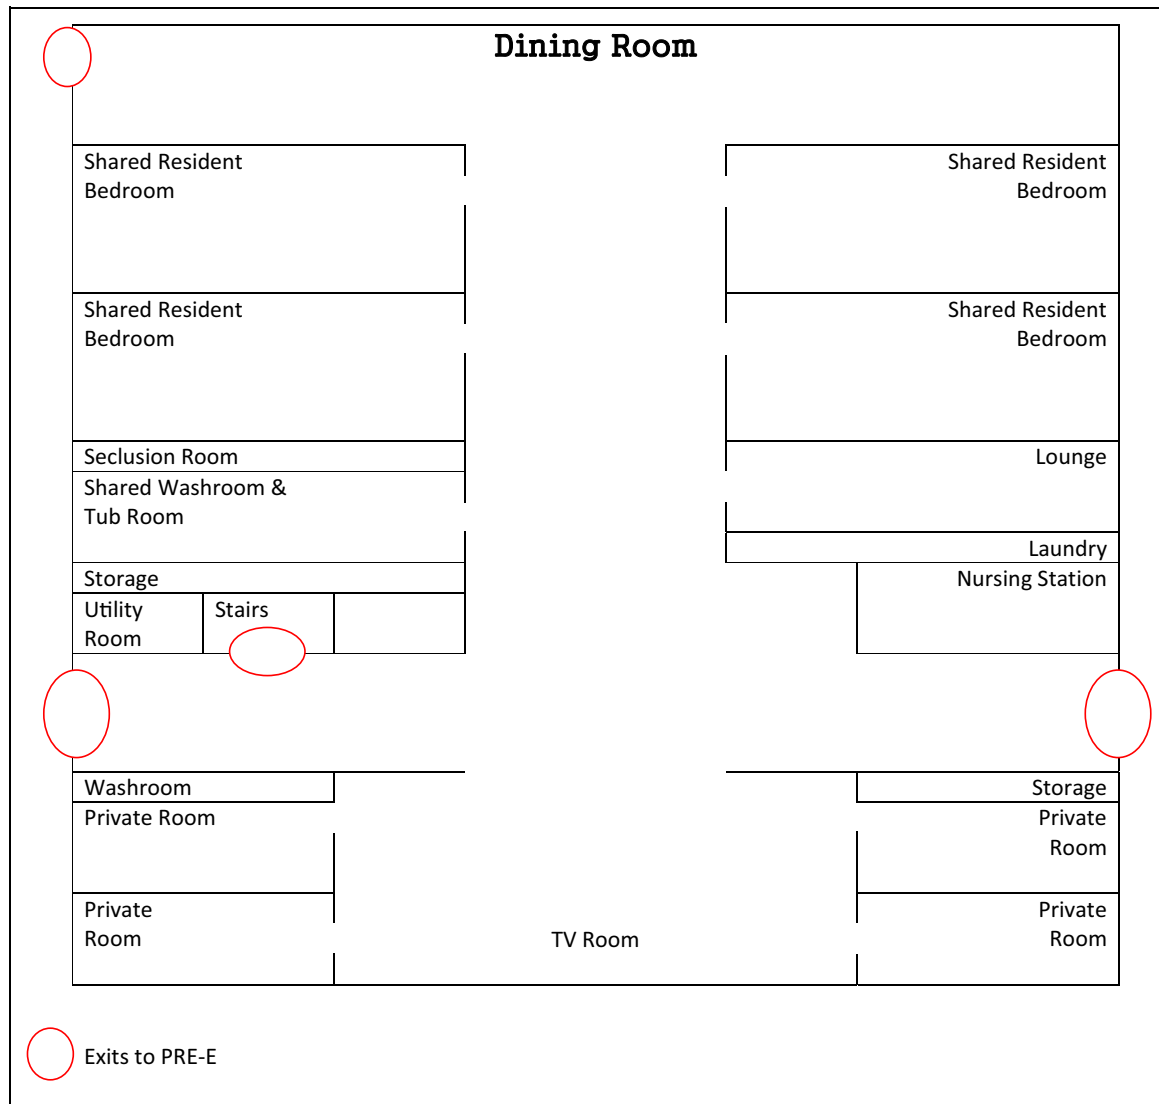 Dining Room
Shared Resident
Bedroom
Shared Resident
Bedroom
Shared Resident
Bedroom
Shared Resident
Bedroom
Seclusion Room
Lounge
Shared Washroom &
Tub Room
Laundry
Storage
Nursing Station
Utility
Room
Stairs
Washroom
Storage
Private Room
Private
Room
Private
Room
TV Room
Private
Room
Exits to PRE-E